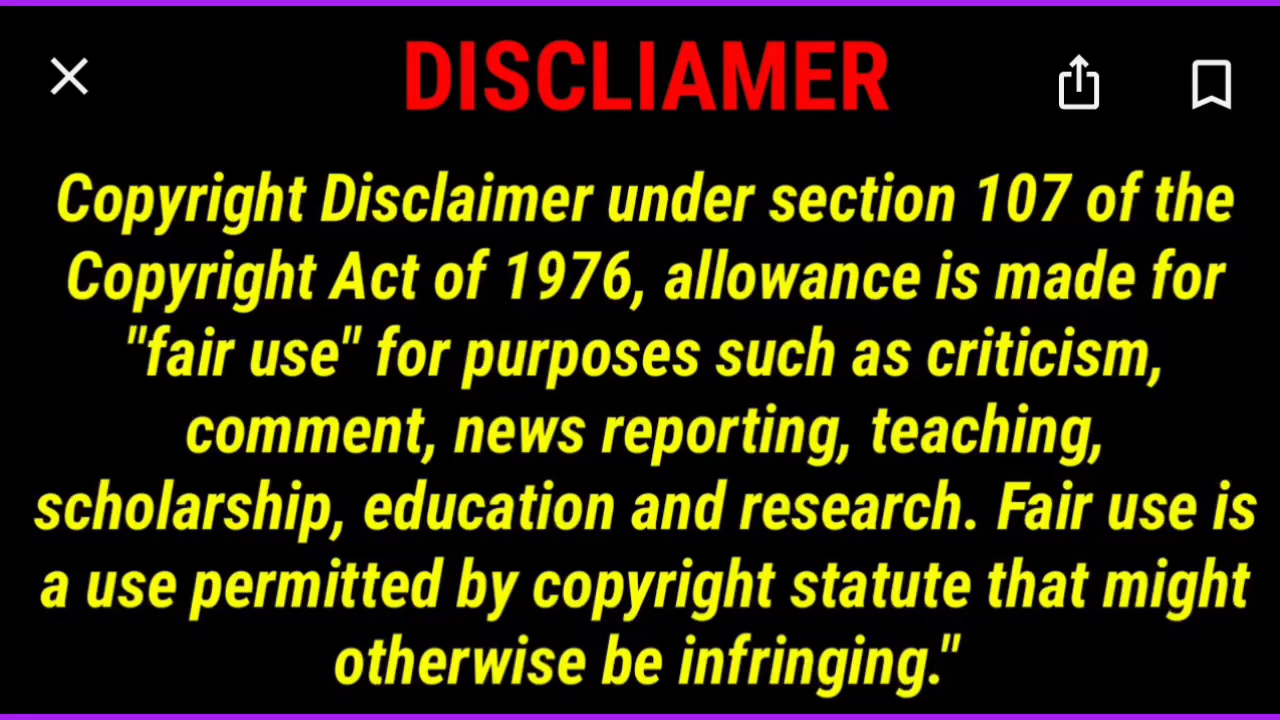 DISCLIAMER
Copyright Disclaimer under section 107 of the
Copyright Act of 1976, allowance is made for
"fair use" for purposes such as criticism,
comment, news reporting, teaching,
scholarship, education and research. Fair use is
a use permitted by copyright statute that might
otherwise be infringing."